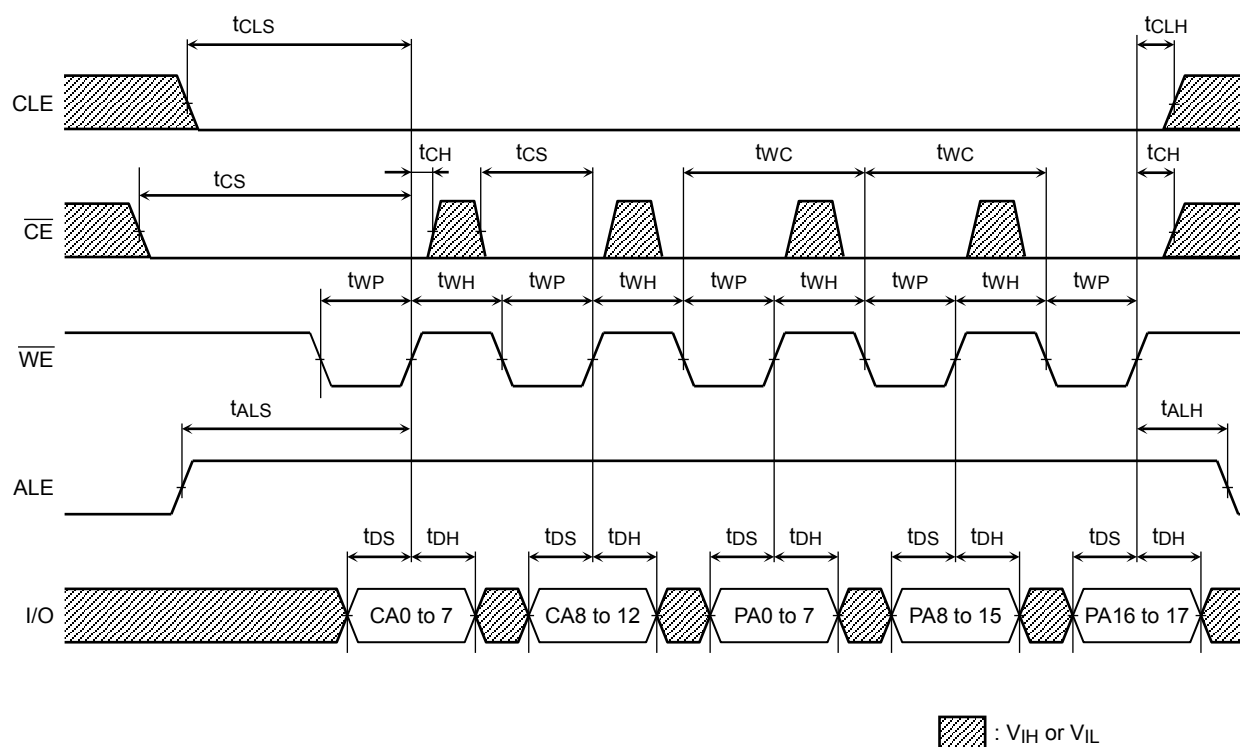 tCLS tCLH
CLE
tCH tCS tWC tWC tCH
tCS
CE
tWP tWH tWP tWH tWP tWH tWP tWH tWP
WE
tALS tALH
ALE
tDS tDH tDS tDH tDS tDH tDS tDH tDS tDH
I/O CA0 to 7 CA8 to 12 PA0 to 7 PA8 to 15 PA16 to 17
: VIH or VIL